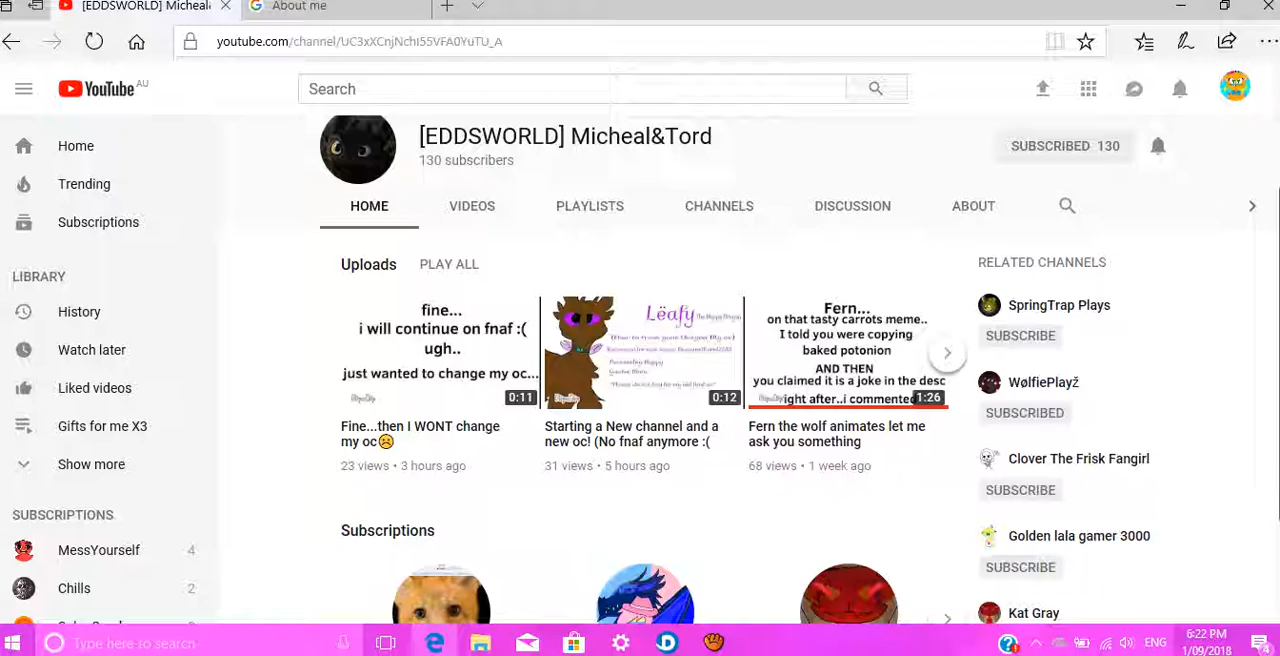 [EDDSWORLD] Micheal
About me
youtube.com/channel/UC3xXCnjNchI55VFA0YuTU_A
YouTube AU
Search
Home
Trending
Subscriptions
LIBRARY
History
Watch later
Liked videos
Gifts for me X3
Show more
SUBSCRIPTIONS
MessYourself 4
Chills 2
[EDDSWORLD] Micheal&Tord
130 subscribers
SUBSCRIBED 130
HOME VIDEOS PLAYLISTS CHANNELS DISCUSSION ABOUT
Uploads PLAY ALL
fine...
i will continue on fnaf :(
ugh..
just wanted to change my oc...
0:11
Fine...then I WONT change
my oc☹️
23 views • 3 hours ago
Lëafy
0:12
Starting a New channel and a
new oc! (No fnaf anymore :(
31 views • 5 hours ago
Fern...
on that tasty carrots meme..
I told you were copying
baked potonion
AND THEN
you claimed it is a joke in the desc
ight after..i commented
1:26
Fern the wolf animates let me
ask you something
68 views • 1 week ago
Subscriptions
RELATED CHANNELS
SpringTrap Plays
SUBSCRIBE
WølfiePlayž
SUBSCRIBED
Clover The Frisk Fangirl
SUBSCRIBE
Golden lala gamer 3000
SUBSCRIBE
Kat Gray
Type here to search
ENG
6:22 PM
1/09/2018
4